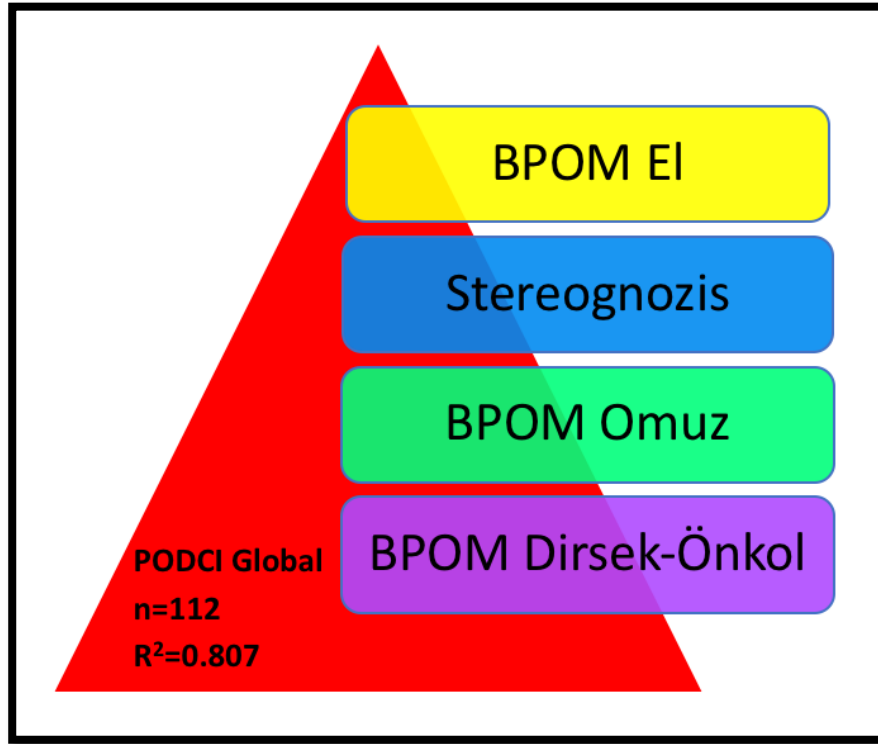 BPOM El
Stereognozis
BPOM Omuz
BPOM Dirsek-Önkol
PODCI Global
n=112
R²=0.807